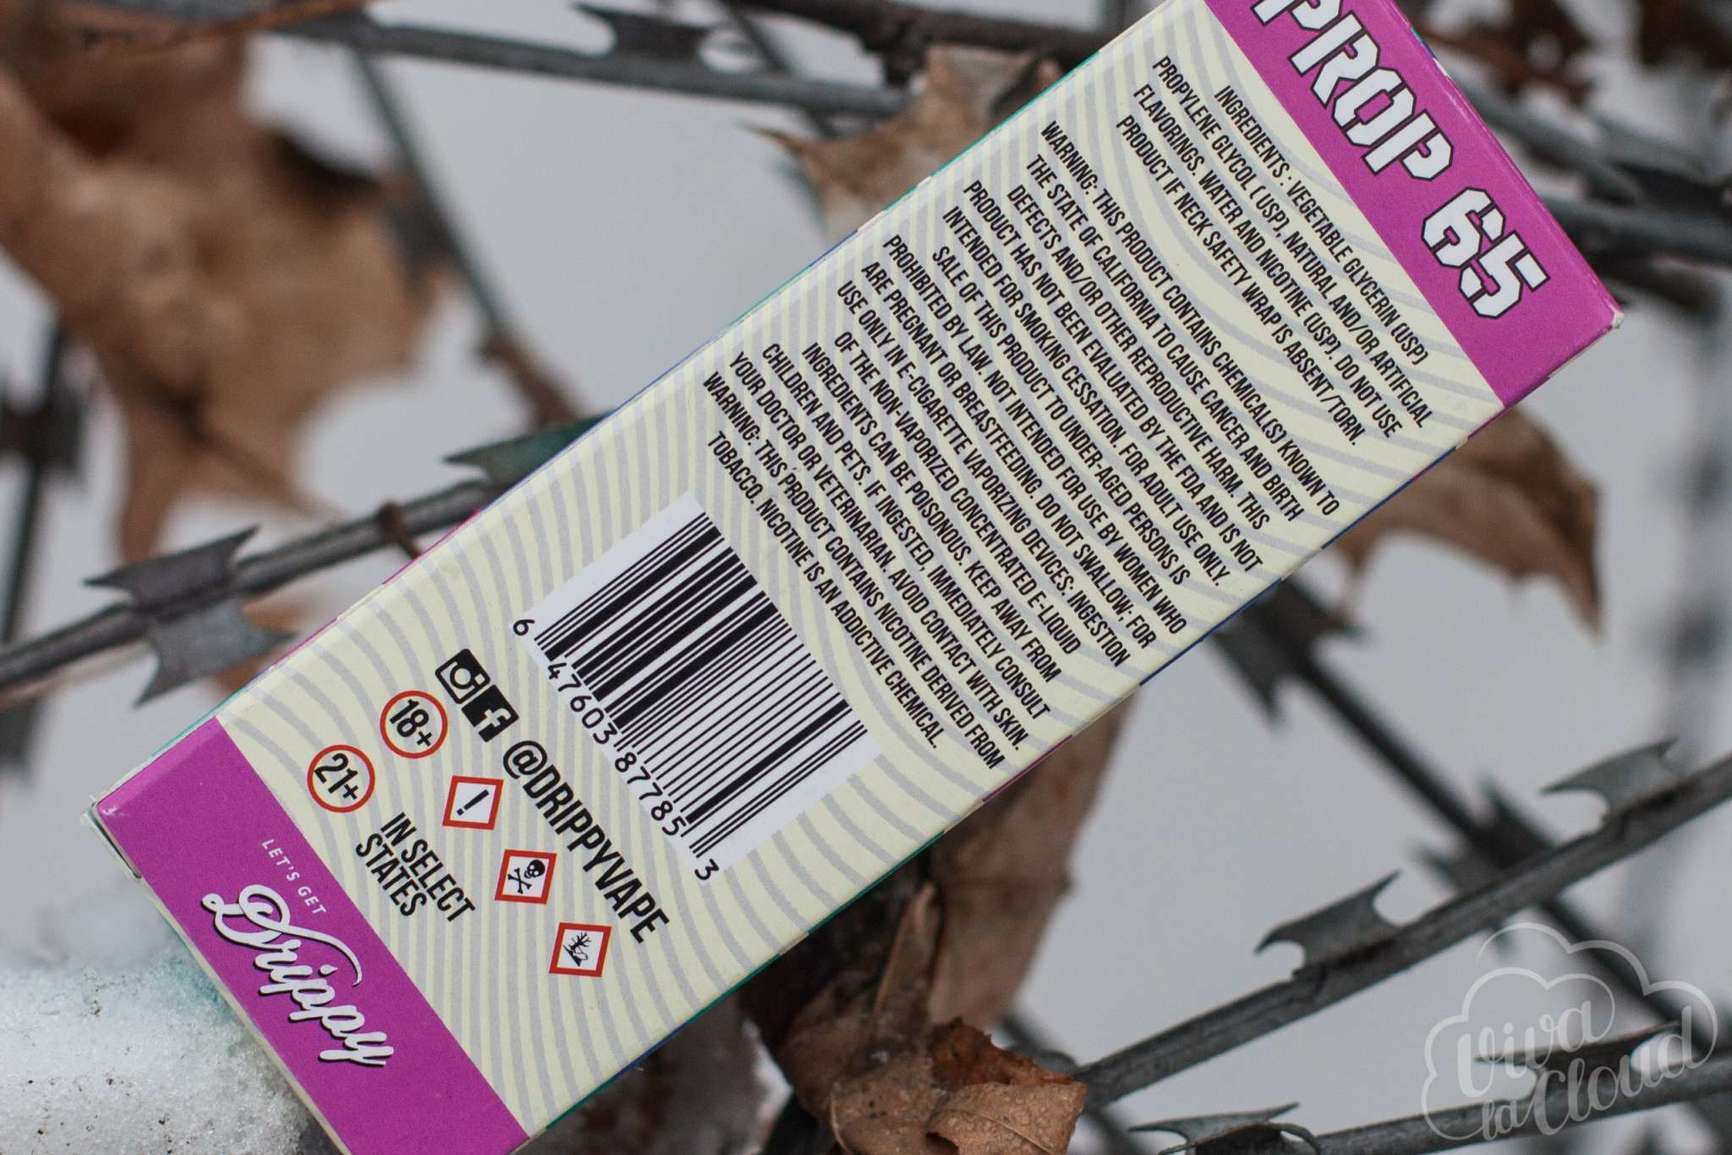 PROP 65
INGREDIENTS : VEGETABLE GLYCERIN (USP)
PROPYLENE GLYCOL ( USP), NATURAL AND/OR ARTIFICIAL
FLAVORINGS, WATER AND NICOTINE (USP). DO NOT USE
PRODUCT IF NECK SAFETY WRAP IS ABSENT/TORN.
WARNING: THIS PRODUCT CONTAINS CHEMICAL(S) KNOWN TO
THE STATE OF CALIFORNIA TO CAUSE CANCER AND BIRTH
DEFECTS AND/OR OTHER REPRODUCTIVE HARM. THIS
PRODUCT HAS NOT BEEN EVALUATED BY THE FDA AND IS NOT
INTENDED FOR SMOKING CESSATION. FOR ADULT USE ONLY.
SALE OF THIS PRODUCT TO UNDER-AGED PERSONS IS
PROHIBITED BY LAW. NOT INTENDED FOR USE BY WOMEN WHO
ARE PREGNANT OR BREASTFEEDING. DO NOT SWALLOW; FOR
USE ONLY IN E-CIGARETTE VAPORIZING DEVICES; INGESTION
OF THE NON-VAPORIZED CONCENTRATED E-LIQUID
INGREDIENTS CAN BE POISONOUS. KEEP AWAY FROM
CHILDREN AND PETS. IF INGESTED, IMMEDIATELY CONSULT
YOUR DOCTOR OR VETERINARIAN. AVOID CONTACT WITH SKIN.
WARNING: THIS PRODUCT CONTAINS NICOTINE DERIVED FROM
TOBACCO. NICOTINE IS AN ADDICTIVE CHEMICAL.
6 47603 87785 3
@DRIPPYVAPE
18+
21+
IN SELECT
STATES
LET'S GET
Drippy
Viva
la Cloud